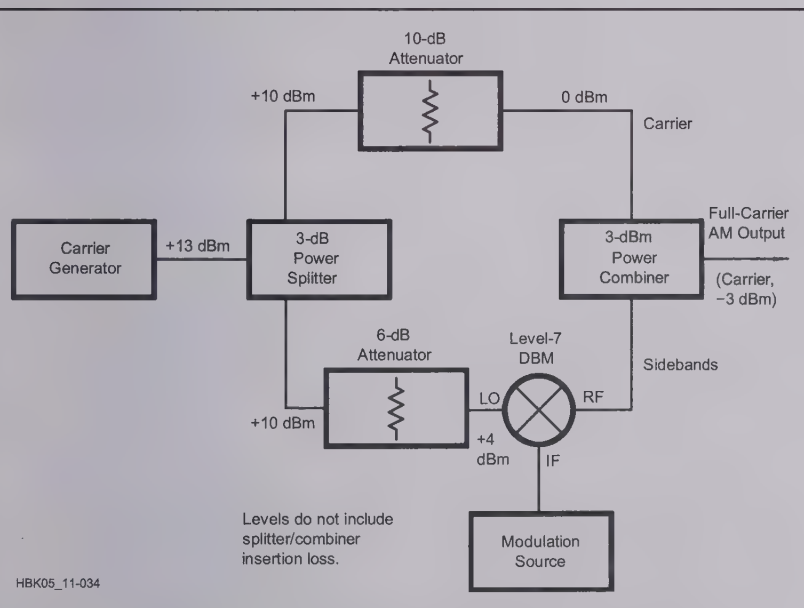 10-dB
Attenuator
+10 dBm
0 dBm
Carrier
Full-Carrier
AM Output
Carrier
Generator
+13 dBm
3-dB
Power
Splitter
3-dBm
Power
Combiner
(Carrier,
−3 dBm)
6-dB
Attenuator
Level-7
DBM
Sidebands
LO
RF
+10 dBm
+4
dBm
IF
Levels do not include
splitter/combiner
insertion loss.
Modulation
Source
HBK05_11-034